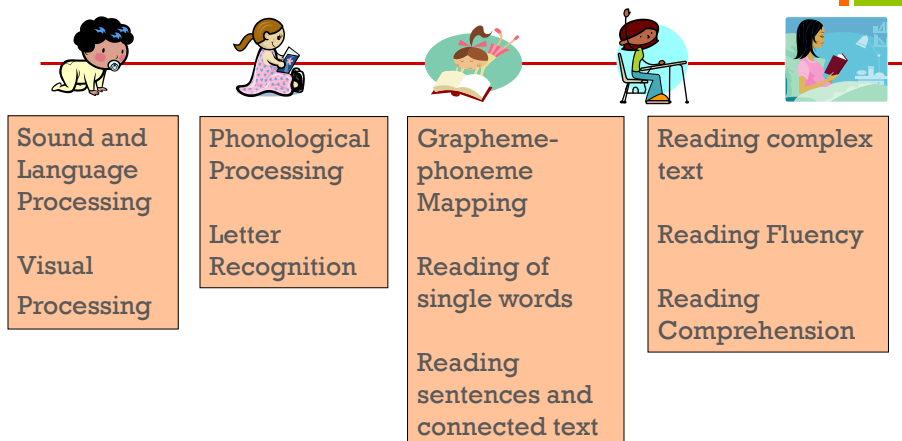 Sound and
Language
Processing
Visual
Processing
Phonological
Processing
Letter
Recognition
Grapheme-
phoneme
Mapping
Reading of
single words
Reading
sentences and
connected text
Reading complex
text
Reading Fluency
Reading
Comprehension